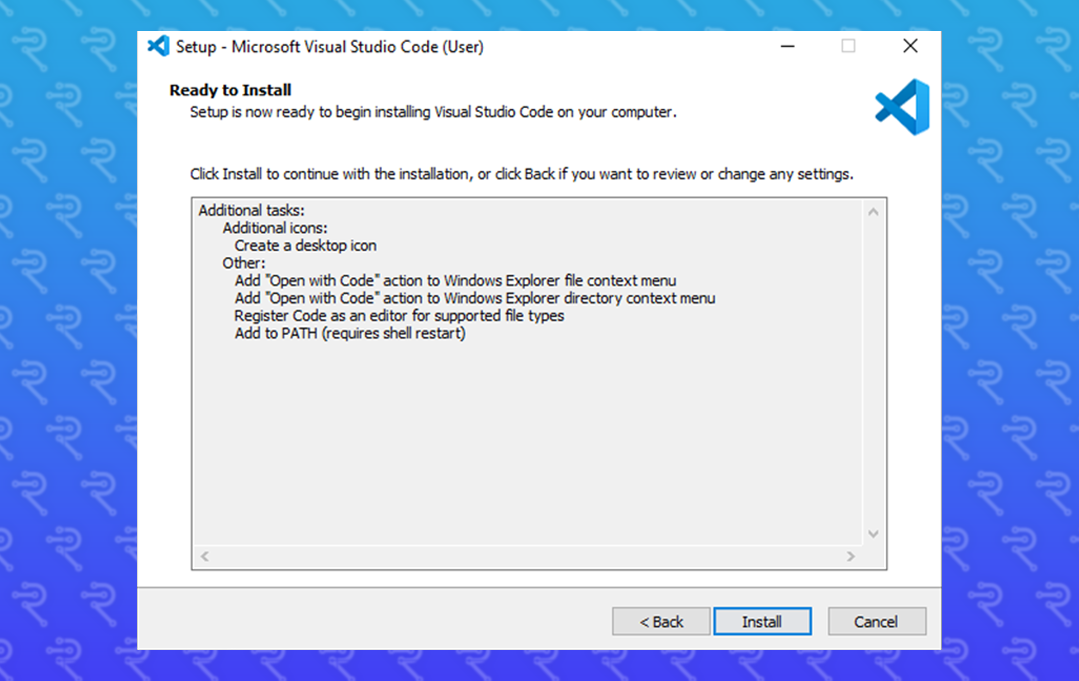 Setup - Microsoft Visual Studio Code (User)
Ready to Install
Setup is now ready to begin installing Visual Studio Code on your computer.
Click Install to continue with the installation, or click Back if you want to review or change any settings.
Additional tasks:
Additional icons:
Create a desktop icon
Other:
Add "Open with Code" action to Windows Explorer file context menu
Add "Open with Code" action to Windows Explorer directory context menu
Register Code as an editor for supported file types
Add to PATH (requires shell restart)
< Back
Install
Cancel